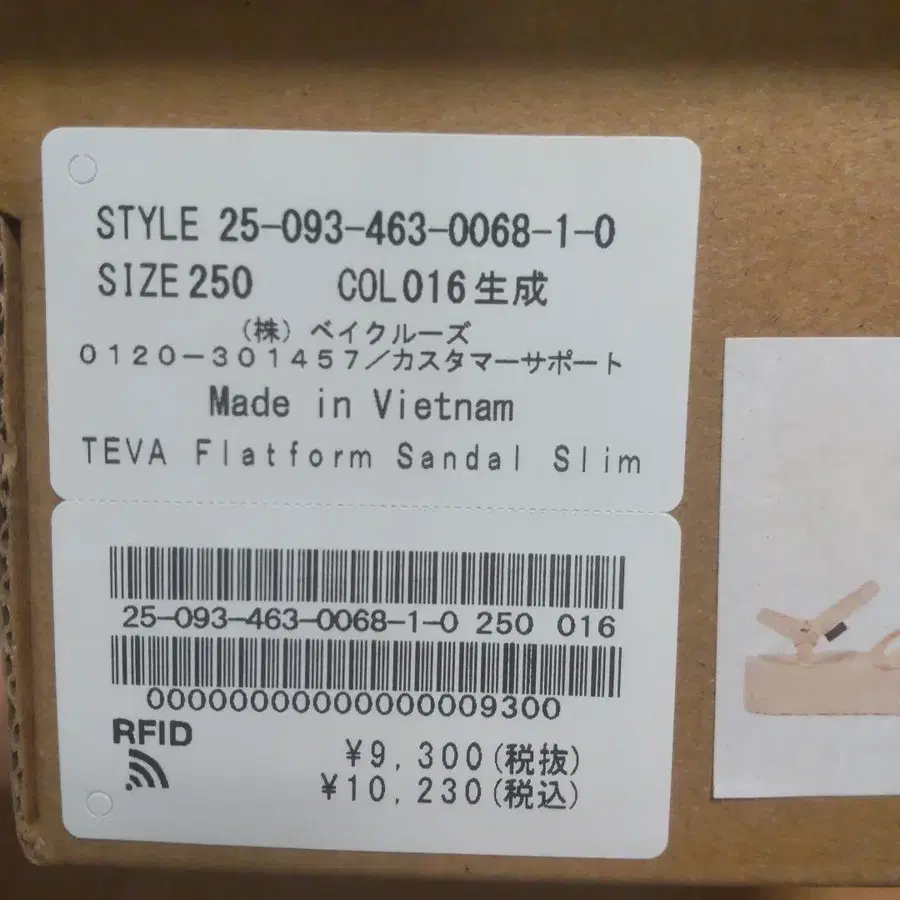 STYLE 25-093-463-0068-1-0
SIZE 250 COL 016 生成
（株）ベイクルーズ
０１２０－３０１４５７／カスタマーサポート
Made in Vietnam
TEVA Flatform Sandal Slim
25-093-463-0068-1-0 250 016
00000000000000009300
RFID
¥9,300(税抜)
¥10,230(税込)